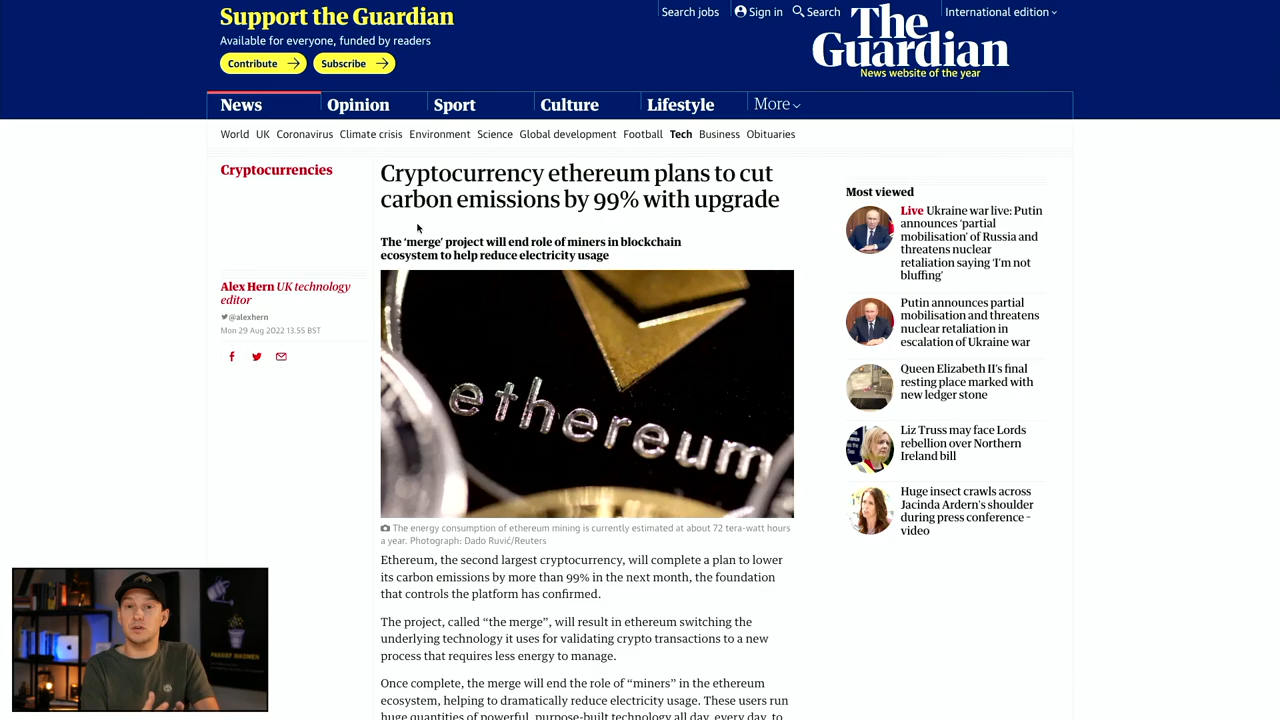 Support the Guardian
Available for everyone, funded by readers
Contribute
Subscribe
Search jobs
Sign in
Search
International edition
The
Guardian
News website of the year
News
Opinion
Sport
Culture
Lifestyle
More
World UK Coronavirus Climate crisis Environment Science Global development Football Tech Business Obituaries
Cryptocurrencies
Cryptocurrency ethereum plans to cut
carbon emissions by 99% with upgrade
The ‘merge’ project will end role of miners in blockchain
ecosystem to help reduce electricity usage
Alex Hern UK technology
editor
@alexhern
Mon 29 Aug 2022 13.55 BST
ethereum
The energy consumption of ethereum mining is currently estimated at about 72 tera-watt hours
a year. Photograph: Dado Ruvić/Reuters
Ethereum, the second largest cryptocurrency, will complete a plan to lower
its carbon emissions by more than 99% in the next month, the foundation
that controls the platform has confirmed.
The project, called “the merge”, will result in ethereum switching the
underlying technology it uses for validating crypto transactions to a new
process that requires less energy to manage.
Once complete, the merge will end the role of “miners” in the ethereum
ecosystem, helping to dramatically reduce electricity usage. These users run
huge quantities of powerful, purpose-built technology all day, every day, to
Most viewed
Live Ukraine war live: Putin
announces ‘partial
mobilisation’ of Russia and
threatens nuclear
retaliation saying ‘I’m not
bluffing’
Putin announces partial
mobilisation and threatens
nuclear retaliation in
escalation of Ukraine war
Queen Elizabeth II’s final
resting place marked with
new ledger stone
Liz Truss may face Lords
rebellion over Northern
Ireland bill
Huge insect crawls across
Jacinda Ardern’s shoulder
during press conference –
video